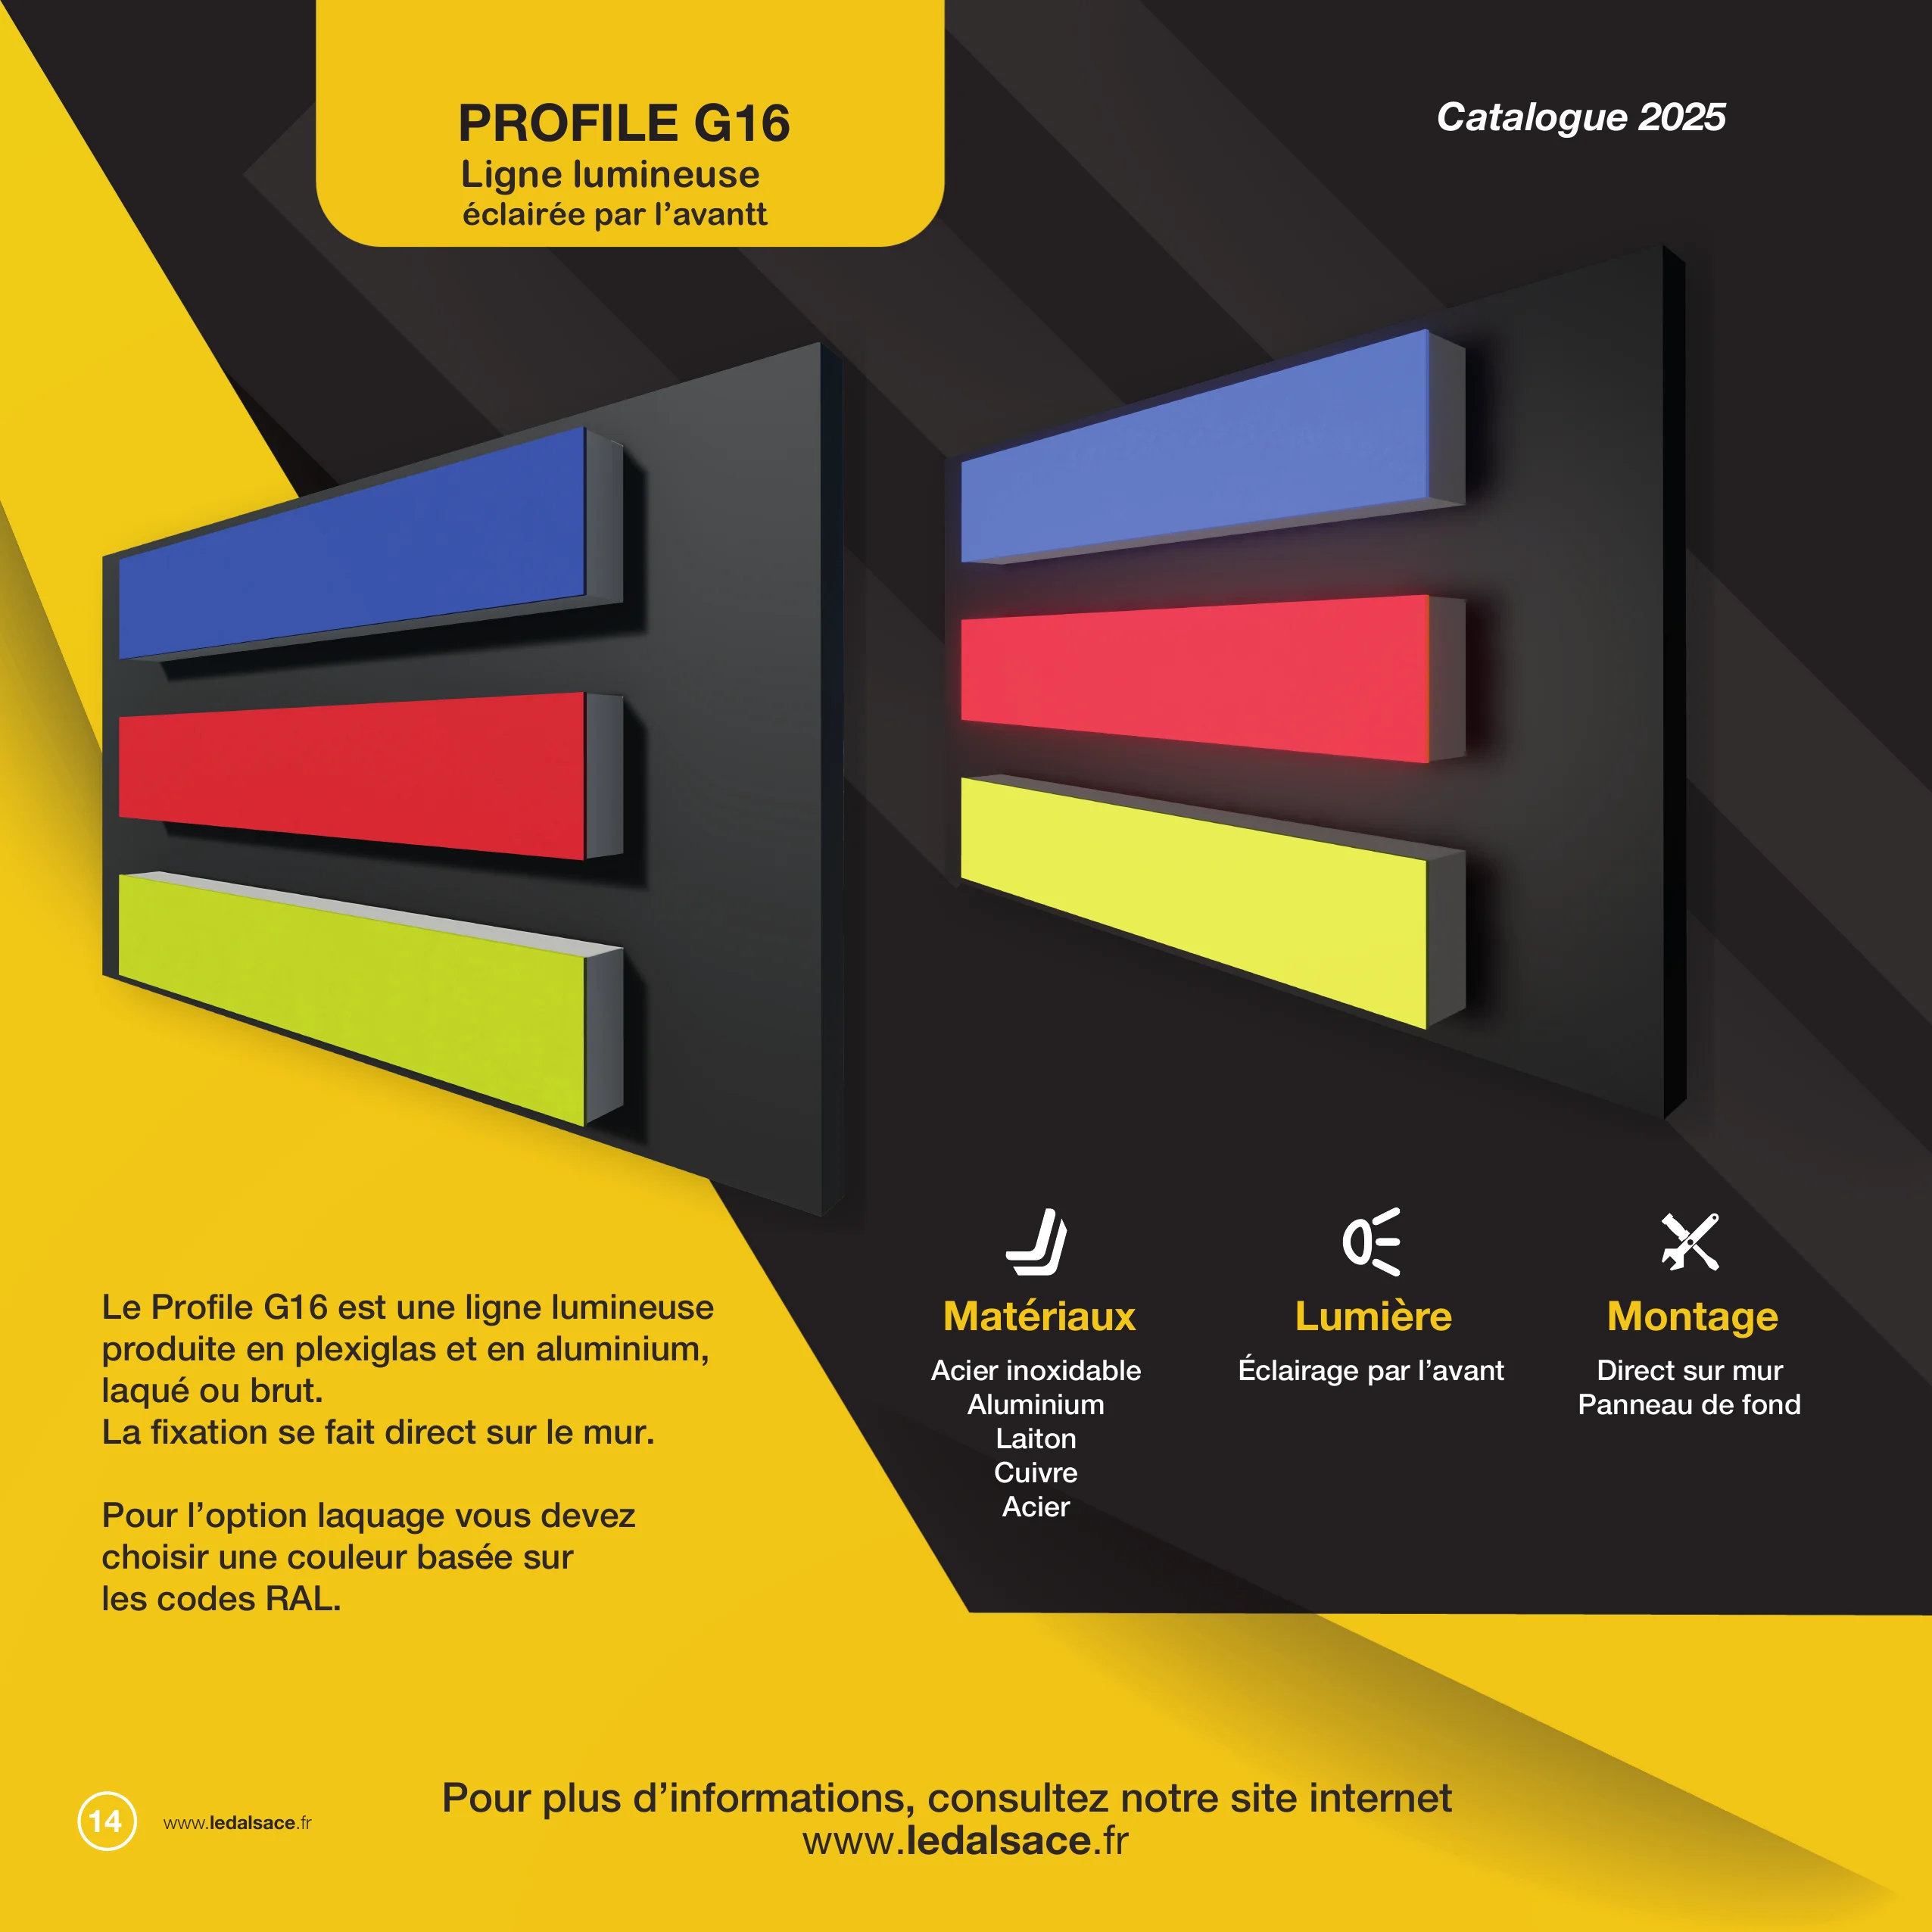 PROFILE G16
Ligne lumineuse
éclairée par l’avantt
Catalogue 2025
Le Profile G16 est une ligne lumineuse
produite en plexiglas et en aluminium,
laqué ou brut.
La fixation se fait direct sur le mur.
Pour l’option laquage vous devez
choisir une couleur basée sur
les codes RAL.
Matériaux
Acier inoxidable
Aluminium
Laiton
Cuivre
Acier
Lumière
Éclairage par l’avant
Montage
Direct sur mur
Panneau de fond
14
www.ledalsace.fr
Pour plus d’informations, consultez notre site internet
www.ledalsace.fr